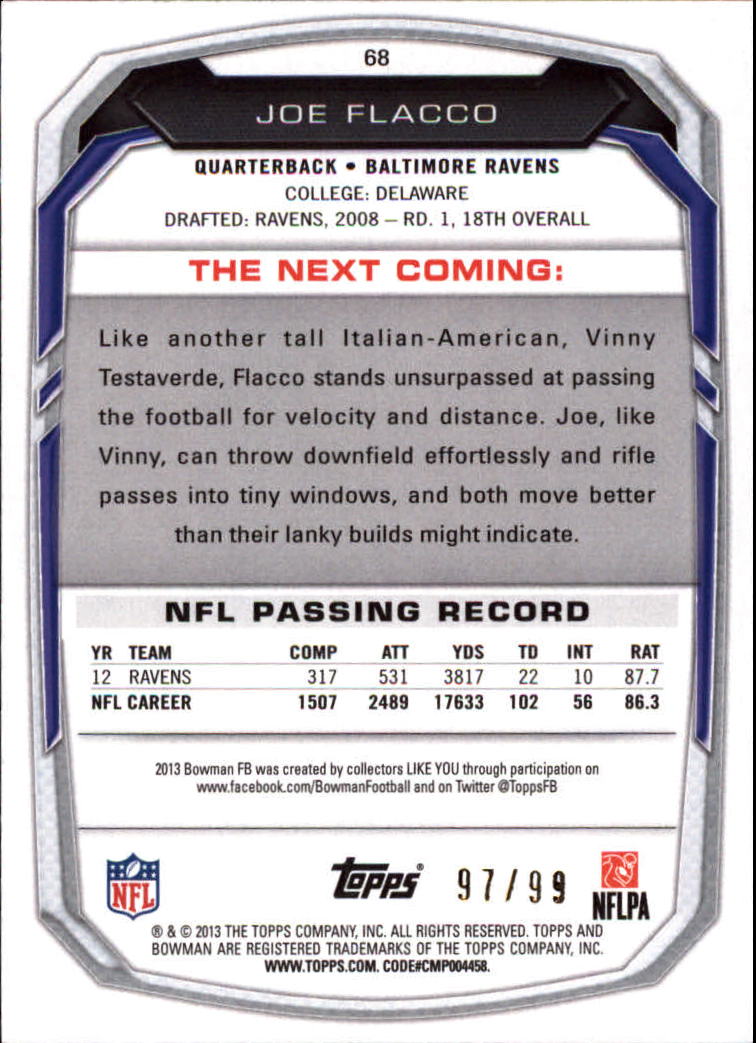 68
JOE FLACCO
QUARTERBACK • BALTIMORE RAVENS
COLLEGE: DELAWARE
DRAFTED: RAVENS, 2008 – RD. 1, 18TH OVERALL
THE NEXT COMING:
Like another tall Italian-American, Vinny
Testaverde, Flacco stands unsurpassed at passing
the football for velocity and distance. Joe, like
Vinny, can throw downfield effortlessly and rifle
passes into tiny windows, and both move better
than their lanky builds might indicate.
NFL PASSING RECORD
YR TEAM COMP ATT YDS TD INT RAT
12 RAVENS 317 531 3817 22 10 87.7
NFL CAREER 1507 2489 17633 102 56 86.3
2013 Bowman FB was created by collectors LIKE YOU through participation on
www.facebook.com/BowmanFootball and on Twitter @ToppsFB
NFL Topps® 97/99 NFLPA
® & © 2013 THE TOPPS COMPANY, INC. ALL RIGHTS RESERVED. TOPPS AND
BOWMAN ARE REGISTERED TRADEMARKS OF THE TOPPS COMPANY, INC.
WWW.TOPPS.COM. CODE#CMP004458.